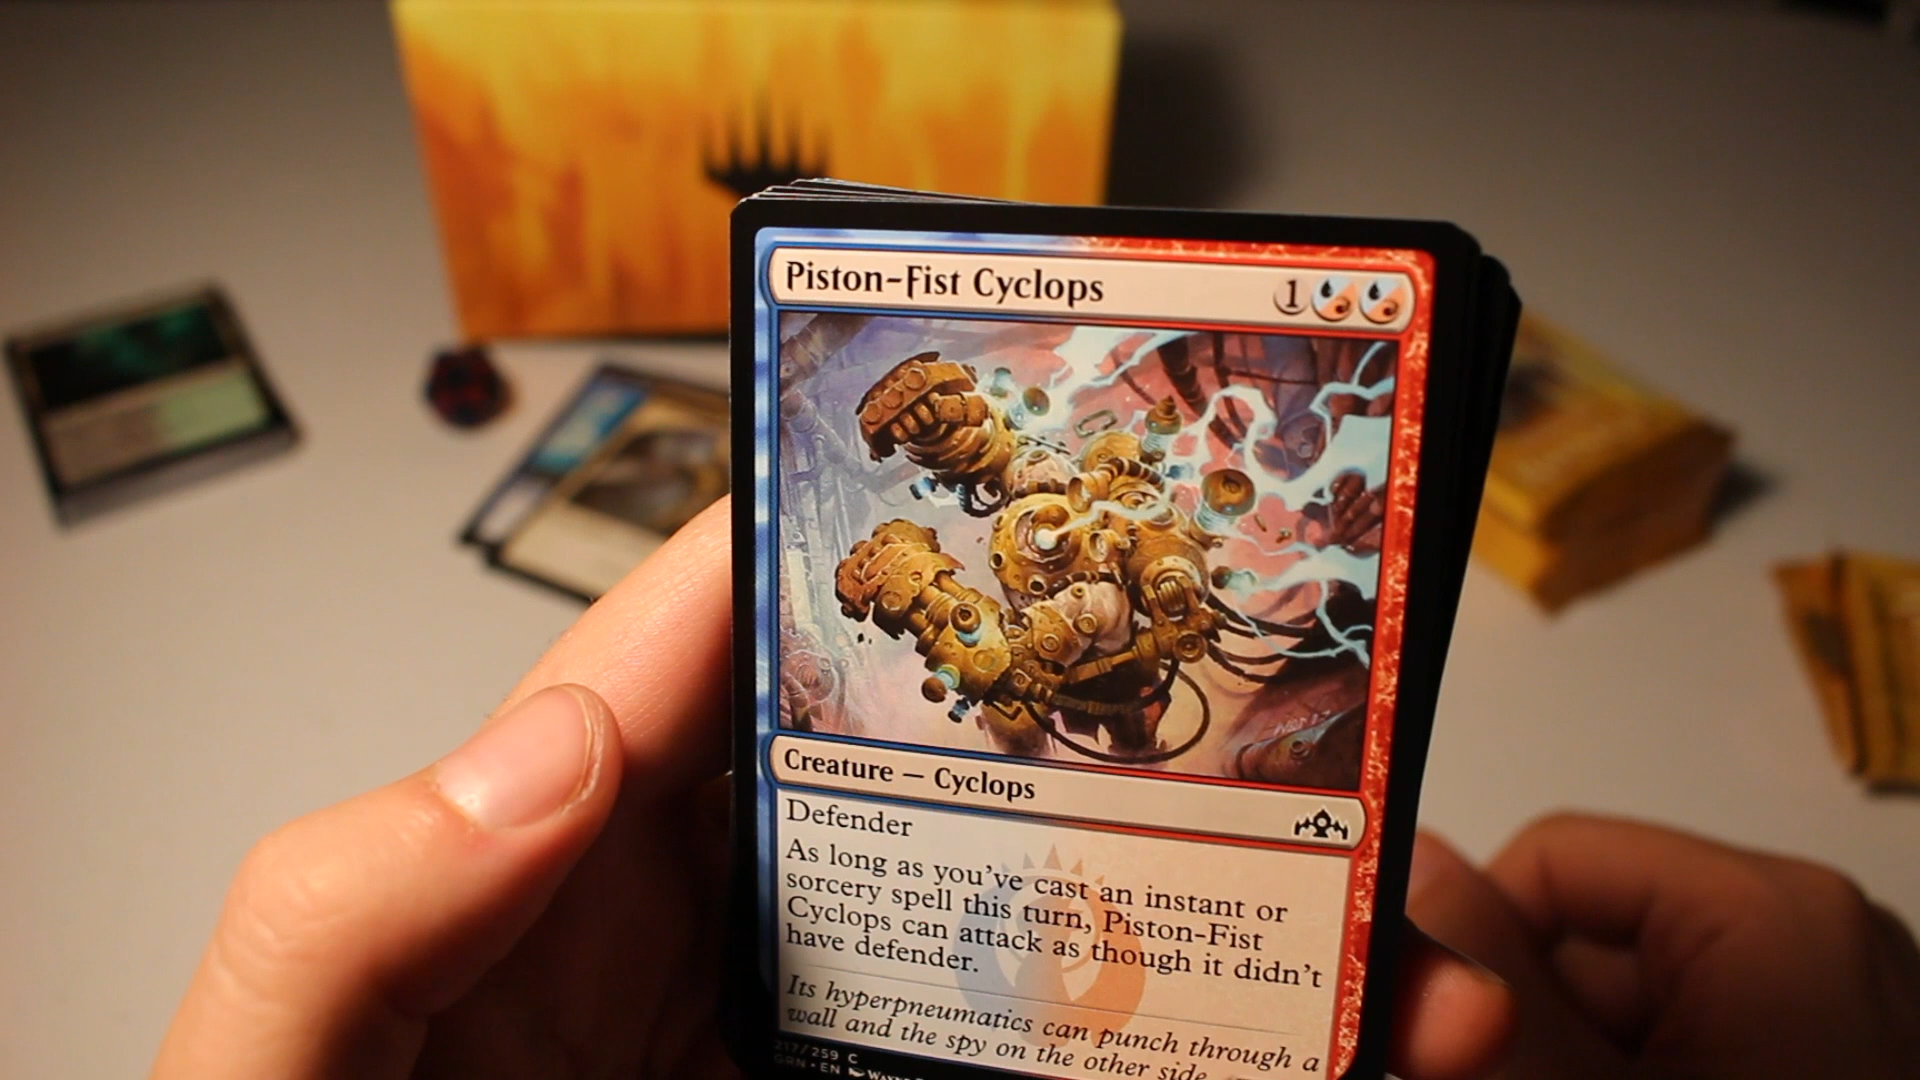 Piston-Fist Cyclops 1
Creature — Cyclops
Defender
As long as you've cast an instant or
sorcery spell this turn, Piston-Fist
Cyclops can attack as though it didn't
have defender.
Its hyperpneumatics can punch through a
wall and the spy on the other side.
217/259 C
GRN • EN